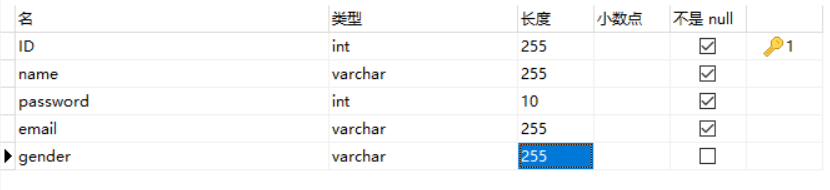 名 类型 长度 小数点 不是 null
ID int 255 1
name varchar 255
password int 10
email varchar 255
gender varchar 255